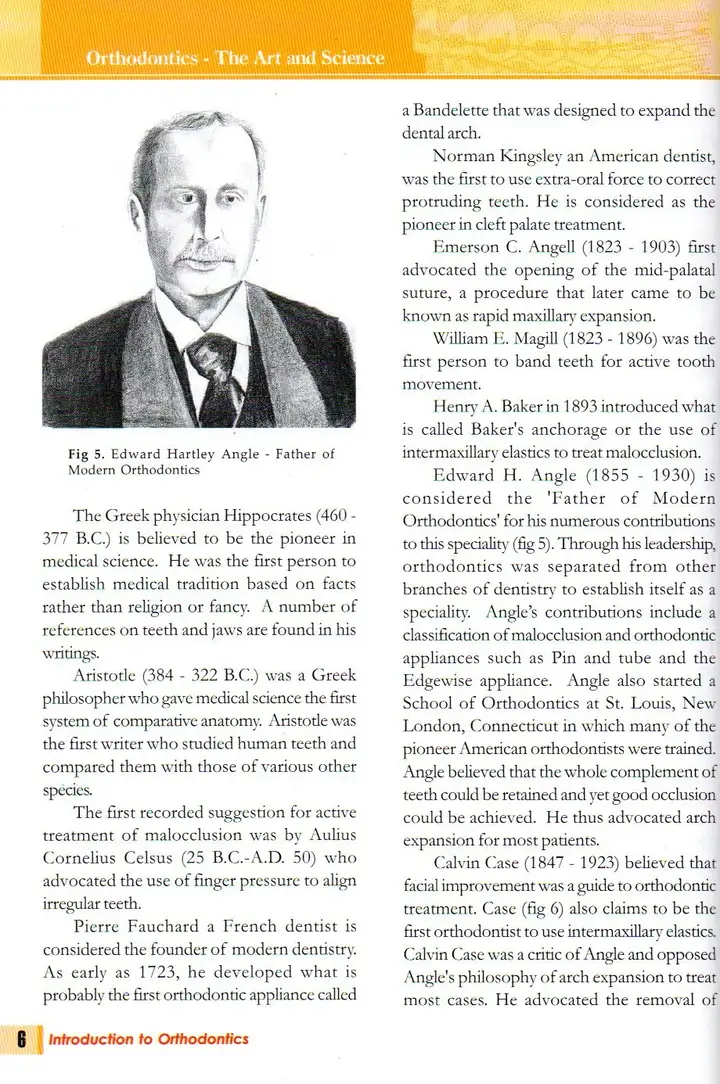 Orthodontics - The Art and Science
Fig 5. Edward Hartley Angle - Father of
Modern Orthodontics
The Greek physician Hippocrates (460 -
377 B.C.) is believed to be the pioneer in
medical science. He was the first person to
establish medical tradition based on facts
rather than religion or fancy. A number of
references on teeth and jaws are found in his
writings.
Aristotle (384 - 322 B.C.) was a Greek
philosopher who gave medical science the first
system of comparative anatomy. Aristotle was
the first writer who studied human teeth and
compared them with those of various other
species.
The first recorded suggestion for active
treatment of malocclusion was by Aulius
Cornelius Celsus (25 B.C.-A.D. 50) who
advocated the use of finger pressure to align
irregular teeth.
Pierre Fauchard a French dentist is
considered the founder of modern dentistry.
As early as 1723, he developed what is
probably the first orthodontic appliance called
a Bandelette that was designed to expand the
dental arch.
Norman Kingsley an American dentist,
was the first to use extra-oral force to correct
protruding teeth. He is considered as the
pioneer in cleft palate treatment.
Emerson C. Angell (1823 - 1903) first
advocated the opening of the mid-palatal
suture, a procedure that later came to be
known as rapid maxillary expansion.
William E. Magill (1823 - 1896) was the
first person to band teeth for active tooth
movement.
Henry A. Baker in 1893 introduced what
is called Baker's anchorage or the use of
intermaxillary elastics to treat malocclusion.
Edward H. Angle (1855 - 1930) is
considered the 'Father of Modern
Orthodontics' for his numerous contributions
to this speciality (fig 5). Through his leadership,
orthodontics was separated from other
branches of dentistry to establish itself as a
speciality. Angle's contributions include a
classification of malocclusion and orthodontic
appliances such as Pin and tube and the
Edgewise appliance. Angle also started a
School of Orthodontics at St. Louis, New
London, Connecticut in which many of the
pioneer American orthodontists were trained.
Angle believed that the whole complement of
teeth could be retained and yet good occlusion
could be achieved. He thus advocated arch
expansion for most patients.
Calvin Case (1847 - 1923) believed that
facial improvement was a guide to orthodontic
treatment. Case (fig 6) also claims to be the
first orthodontist to use intermaxillary elastics.
Calvin Case was a critic of Angle and opposed
Angle's philosophy of arch expansion to treat
most cases. He advocated the removal of
6 Introduction to Orthodontics